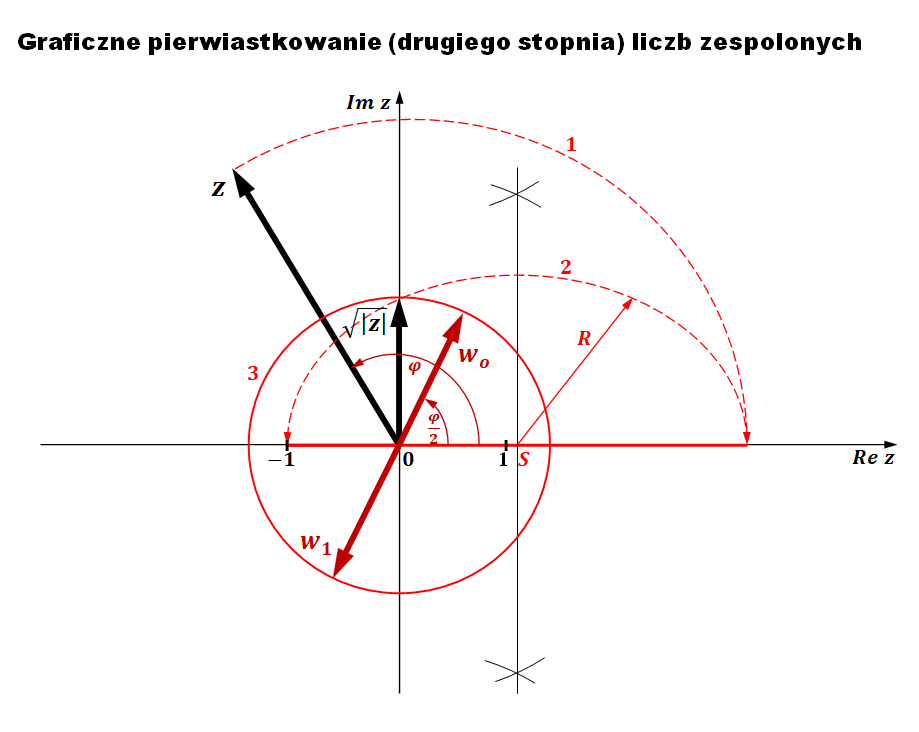 Graficzne pierwiastkowanie (drugiego stopnia) liczb zespolonych
Im z
1
z
2
√|z|
R
w₀
3
φ
φ/2
−1
0
1
S
Re z
w₁